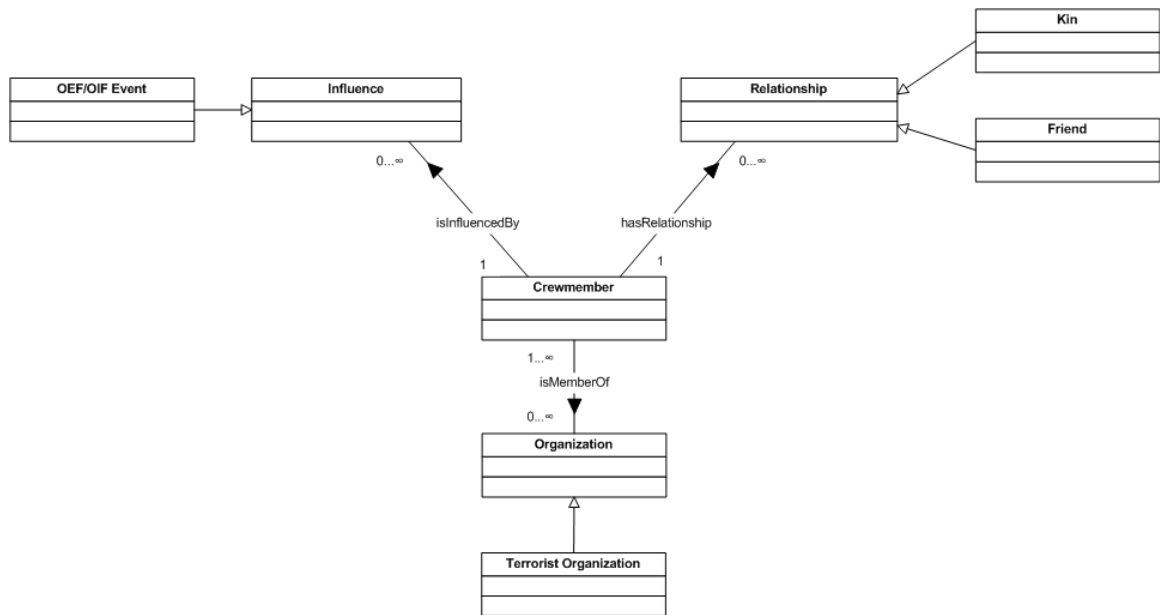 Kin
OEF/OIF Event
Influence
Relationship
Friend
0...∞
0...∞
isInfluencedBy
hasRelationship
1
1
Crewmember
1...∞
isMemberOf
0...∞
Organization
Terrorist Organization